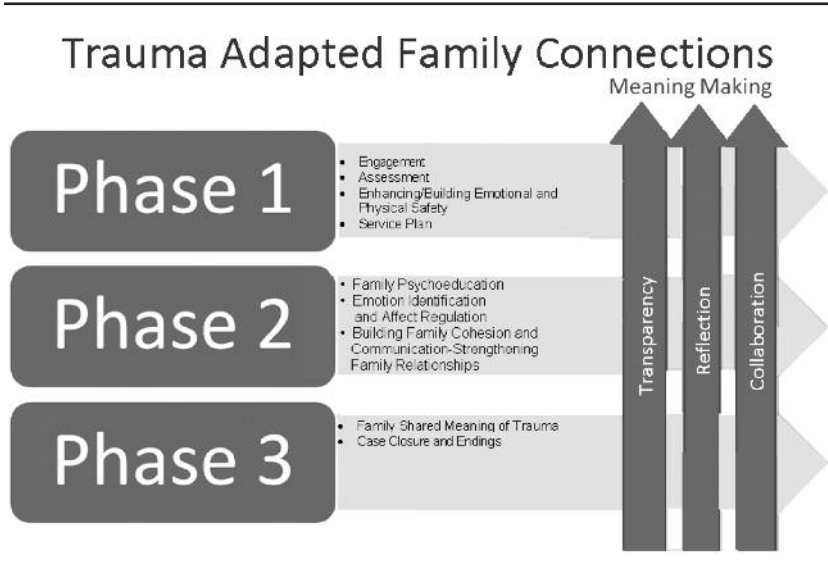 Trauma Adapted Family Connections
Meaning Making
Phase 1
• Engagement
• Assessment
• Enhancing/Building Emotional and
Physical Safety
• Service Plan
Phase 2
• Family Psychoeducation
• Emotion Identification
and Affect Regulation
• Building Family Cohesion and
Communication-Strengthening
Family Relationships
Phase 3
• Family Shared Meaning of Trauma
• Case Closure and Endings
Transparency
Reflection
Collaboration